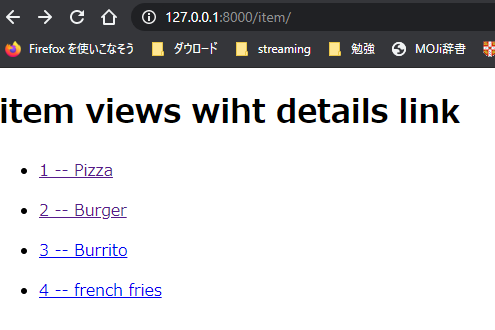 127.0.0.1:8000/item/
Firefox を使いこなそう ダウロード streaming 勉強 MOJi辞書
item views wiht details link
1 -- Pizza
2 -- Burger
3 -- Burrito
4 -- french fries